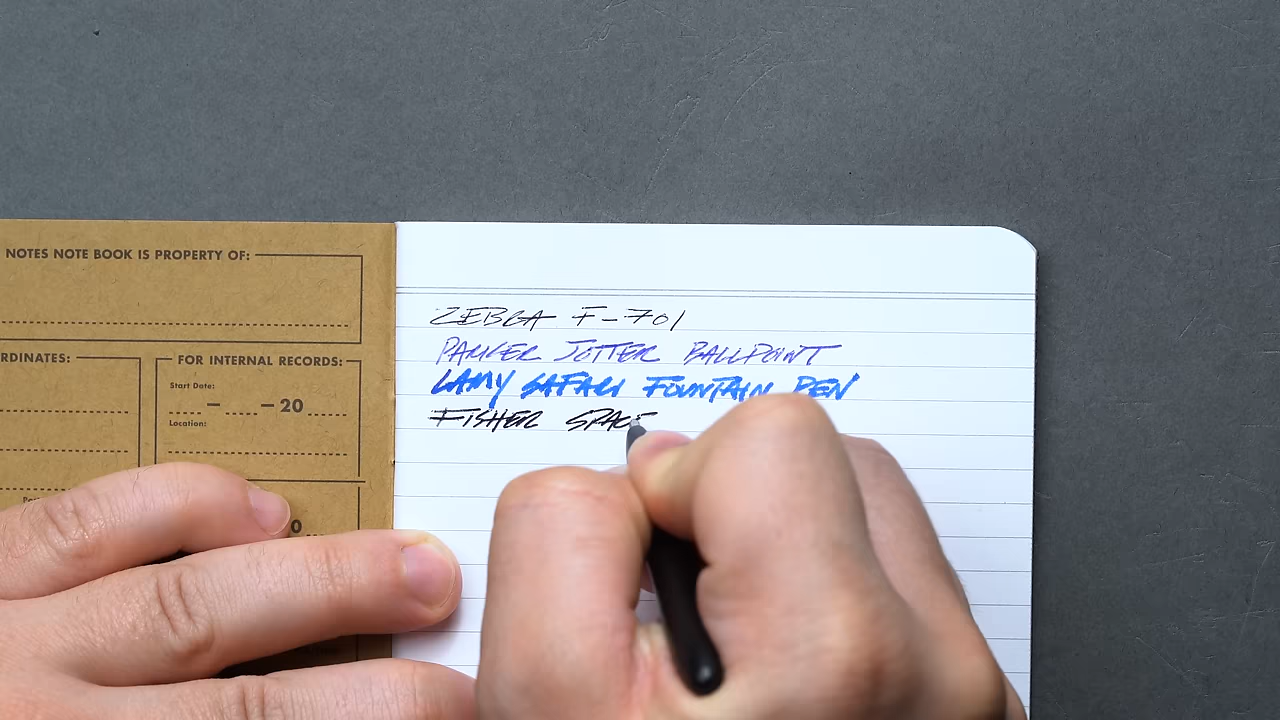 NOTES NOTE BOOK IS PROPERTY OF:
RDINATES:
FOR INTERNAL RECORDS:
Start Date:
— — 20
Location:
0
ZEBRA F-701
PARKER JOTTER BALLPOINT
LAMY SAFARI FOUNTAIN PEN
FISHER SPACE